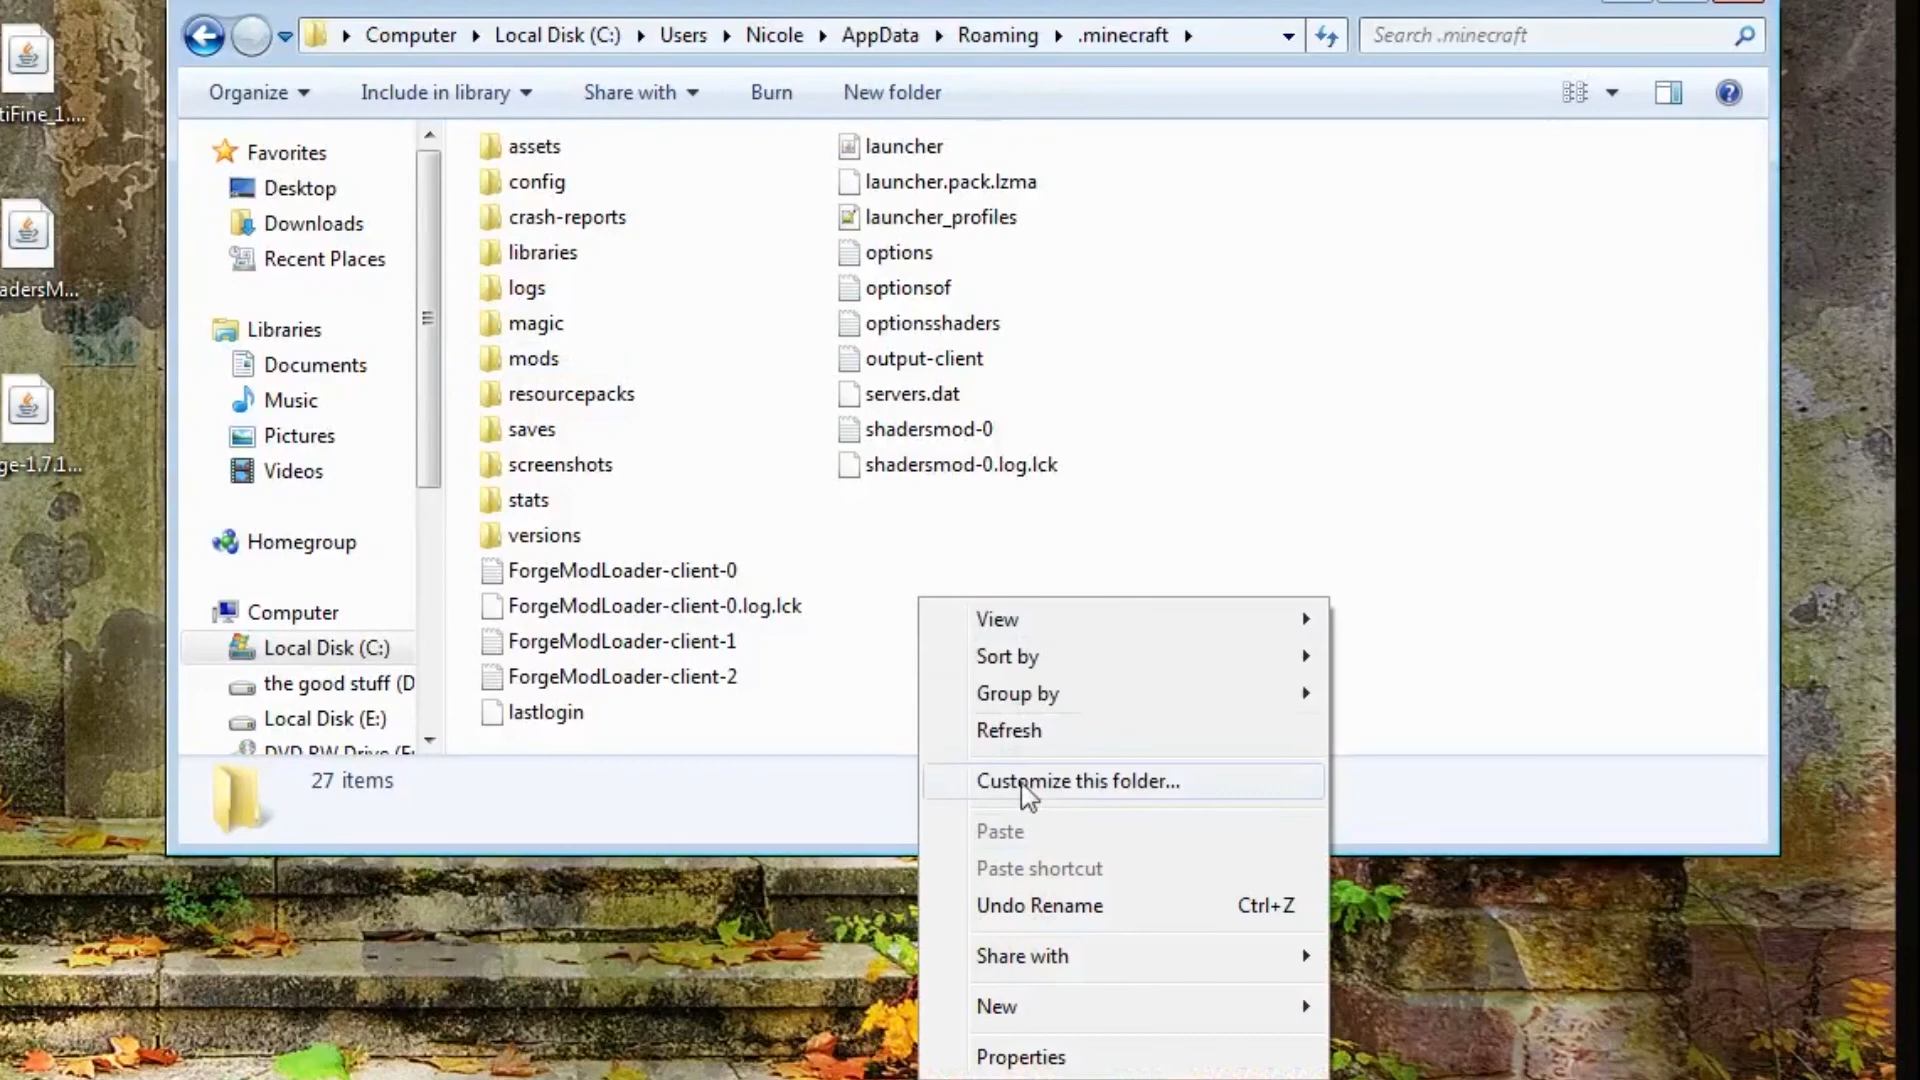 Computer Local Disk (C:) Users Nicole AppData Roaming .minecraft Search .minecraft
Organize Include in library Share with Burn New folder
tiFine_1....
adersM...
ge-1.7.1...
Favorites
Desktop
Downloads
Recent Places
Libraries
Documents
Music
Pictures
Videos
Homegroup
Computer
Local Disk (C:)
the good stuff (D
Local Disk (E:)
DVD RW Drive (F:
assets
config
crash-reports
libraries
logs
magic
mods
resourcepacks
saves
screenshots
stats
versions
ForgeModLoader-client-0
ForgeModLoader-client-0.log.lck
ForgeModLoader-client-1
ForgeModLoader-client-2
lastlogin
launcher
launcher.pack.lzma
launcher_profiles
options
optionsof
optionsshaders
output-client
servers.dat
shadersmod-0
shadersmod-0.log.lck
27 items
View
Sort by
Group by
Refresh
Customize this folder...
Paste
Paste shortcut
Undo Rename Ctrl+Z
Share with
New
Properties